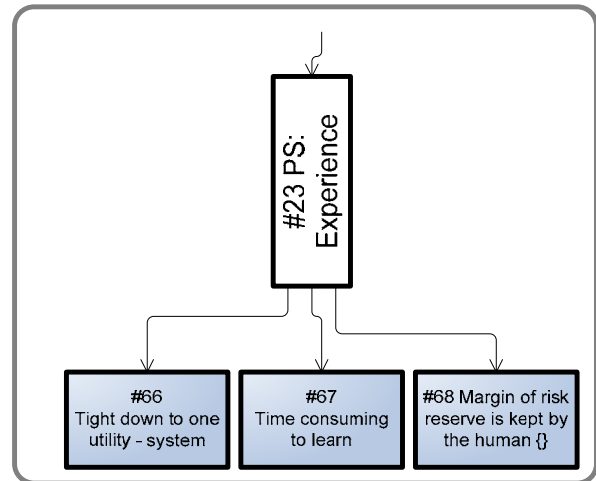 #23 PS:
Experience
#66
Tight down to one
utility - system
#67
Time consuming
to learn
#68 Margin of risk
reserve is kept by
the human {}